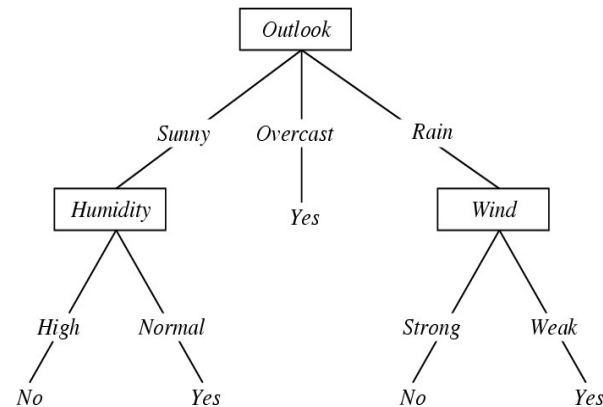 Outlook
Sunny Overcast Rain
Humidity Yes Wind
High Normal Strong Weak
No Yes No Yes